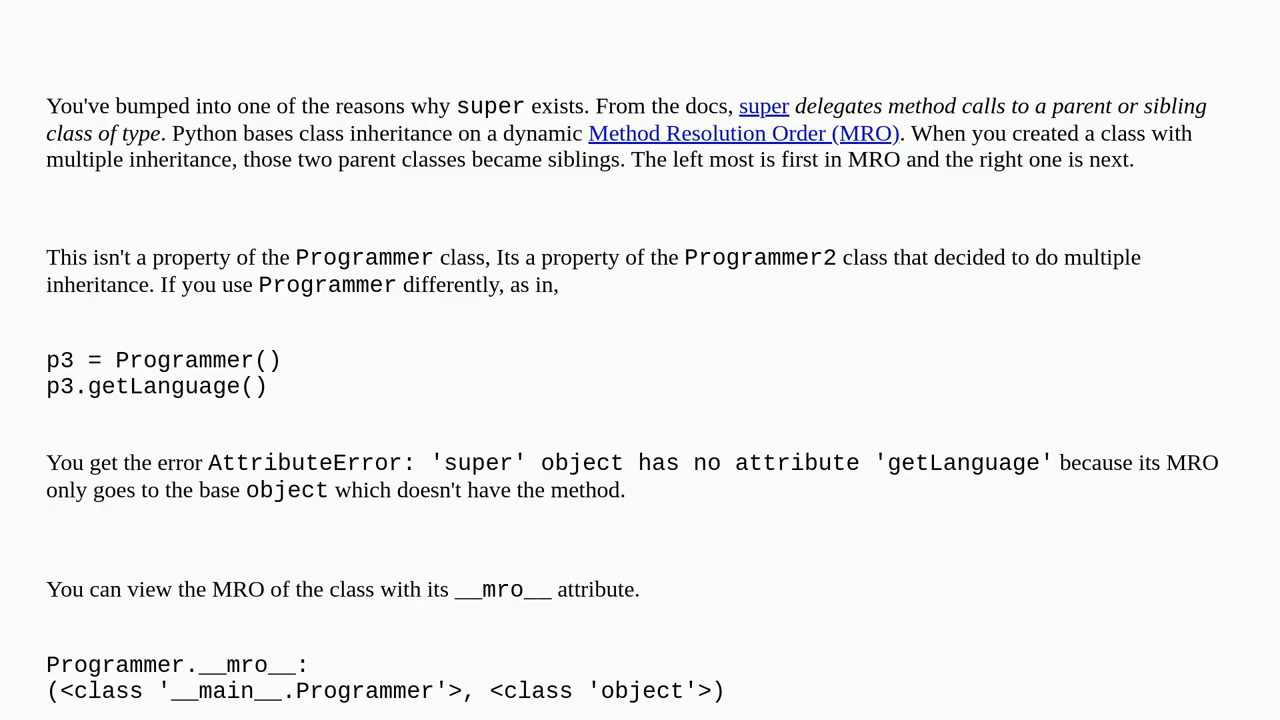 You've bumped into one of the reasons why super exists. From the docs, super delegates method calls to a parent or sibling
class of type. Python bases class inheritance on a dynamic Method Resolution Order (MRO). When you created a class with
multiple inheritance, those two parent classes became siblings. The left most is first in MRO and the right one is next.
This isn't a property of the Programmer class, Its a property of the Programmer2 class that decided to do multiple
inheritance. If you use Programmer differently, as in,
p3 = Programmer()
p3.getLanguage()
You get the error AttributeError: 'super' object has no attribute 'getLanguage' because its MRO
only goes to the base object which doesn't have the method.
You can view the MRO of the class with its __mro__ attribute.
Programmer.__mro__:
(<class '__main__.Programmer'>, <class 'object'>)